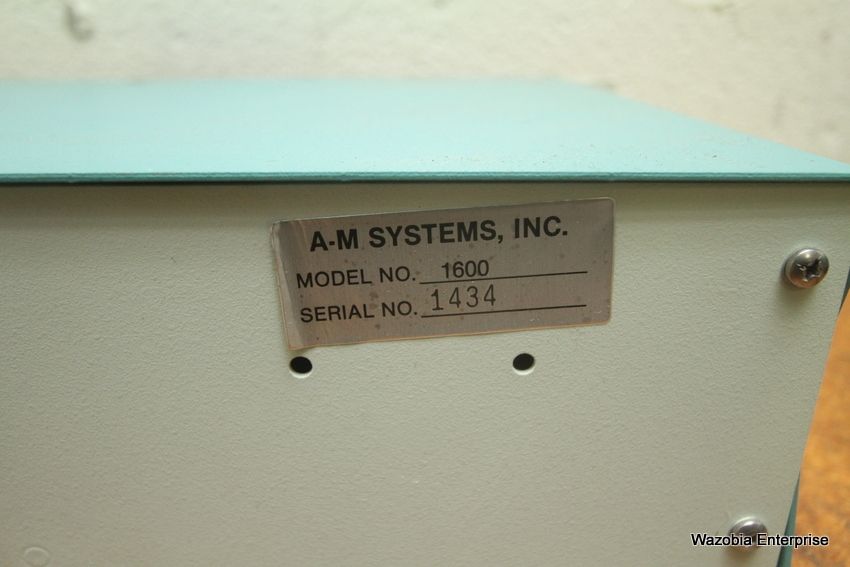 A-M SYSTEMS, INC.
MODEL NO. 1600
SERIAL NO. 1434
Wazobia Enterprise